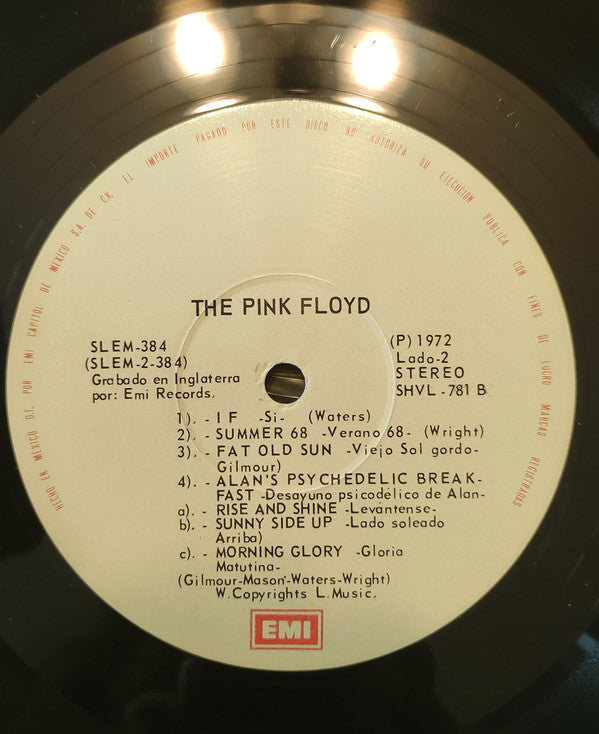 HECHO EN MEXICO D.F. POR EMI CAPITOL DE MEXICO S.A. DE C.V. EL IMPORTE PAGADO POR ESTE DISCO NO AUTORIZA SU EJECUCION PUBLICA CON FINES DE LUCRO MARCAS REGISTRADAS
THE PINK FLOYD
SLEM-384
(SLEM-2-384)
Grabado en Inglaterra
por: Emi Records.
(P) 1972
Lado-2
STEREO
SHVL - 781 B
1). - I F -Si- (Waters)
2). - SUMMER 68 -Verano 68- (Wright)
3). - FAT OLD SUN -Viejo Sol gordo-
Gilmour)
4). - ALAN'S PSYCHEDELIC BREAK-
FAST -Desayuno psicodélico de Alan-
a). - RISE AND SHINE -Levántense-
b). - SUNNY SIDE UP -Lado soleado
Arriba)
c). - MORNING GLORY -Gloria
Matutina-
(Gilmour-Mason-Waters-Wright)
W. Copyrights L. Music.
EMI